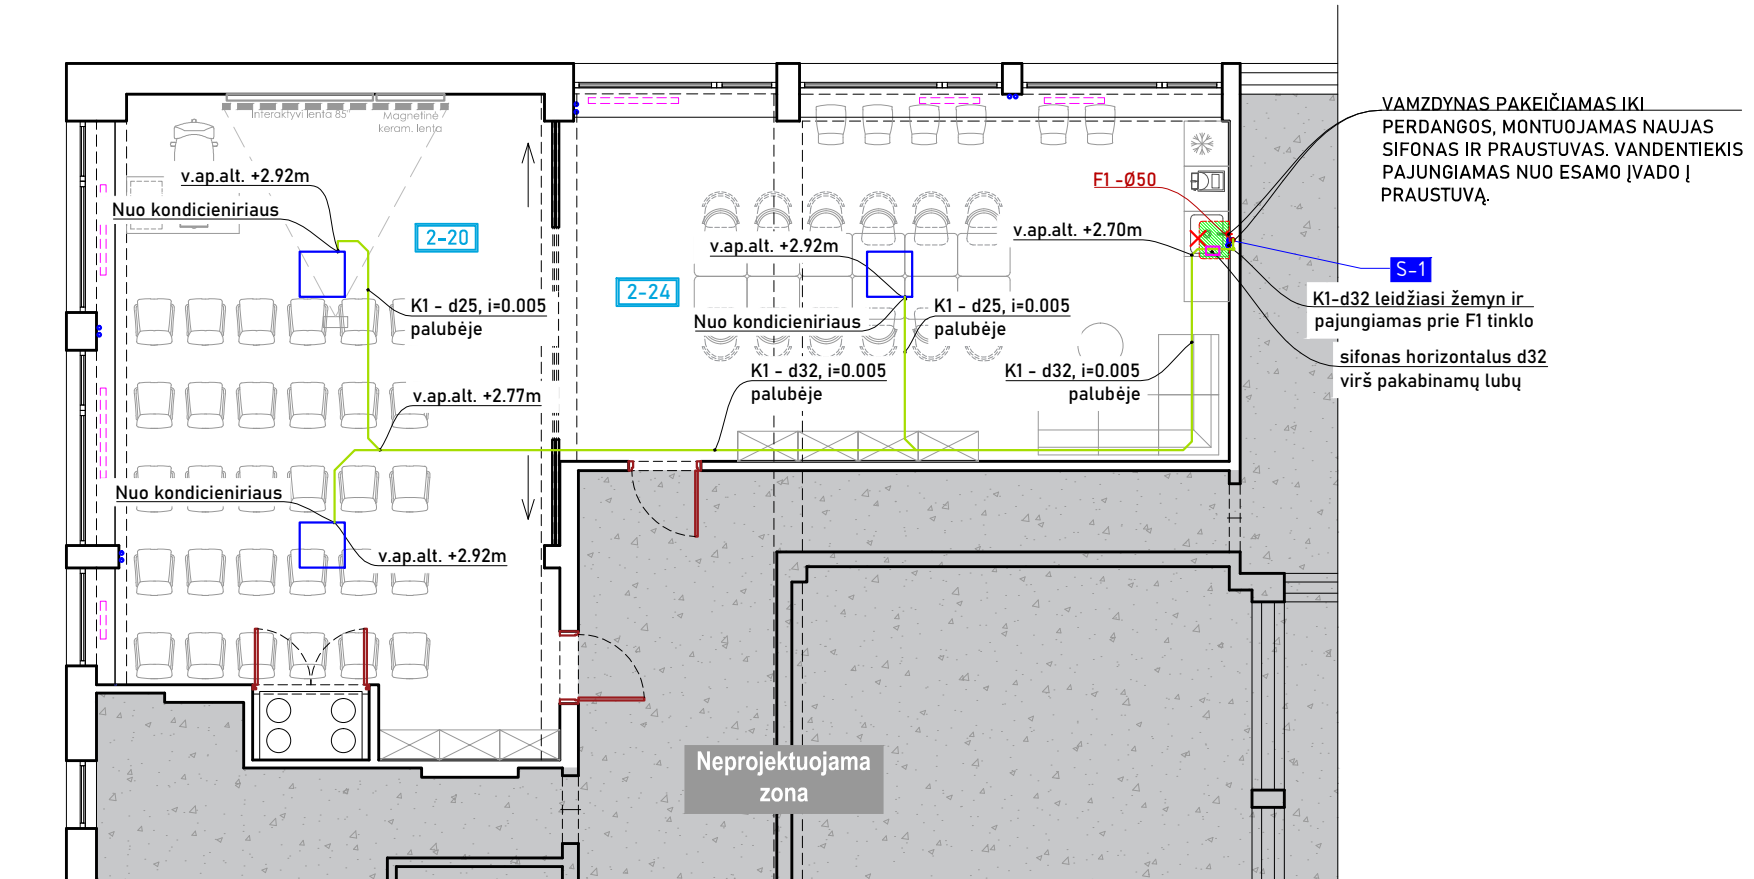 Interaktyvi lenta 85"
Magnetinė
keram. lenta
v.ap.alt. +2.92m
Nuo kondicieniriaus
2-20
K1 - d25, i=0.005
palubėje
v.ap.alt. +2.77m
Nuo kondicieniriaus
v.ap.alt. +2.92m
2-24
v.ap.alt. +2.92m
Nuo kondicieniriaus
K1 - d25, i=0.005
palubėje
K1 - d32, i=0.005
palubėje
F1 -Ø50
v.ap.alt. +2.70m
K1 - d32, i=0.005
palubėje
VAMZDYNAS PAKEIČIAMAS IKI
PERDANGOS, MONTUOJAMAS NAUJAS
SIFONAS IR PRAUSTUVAS. VANDENTIEKIS
PAJUNGIAMAS NUO ESAMO ĮVADO Į
PRAUSTUVĄ.
S-1
K1-d32 leidžiasi žemyn ir
pajungiamas prie F1 tinklo
sifonas horizontalus d32
virš pakabinamų lubų
Neprojektuojama
zona